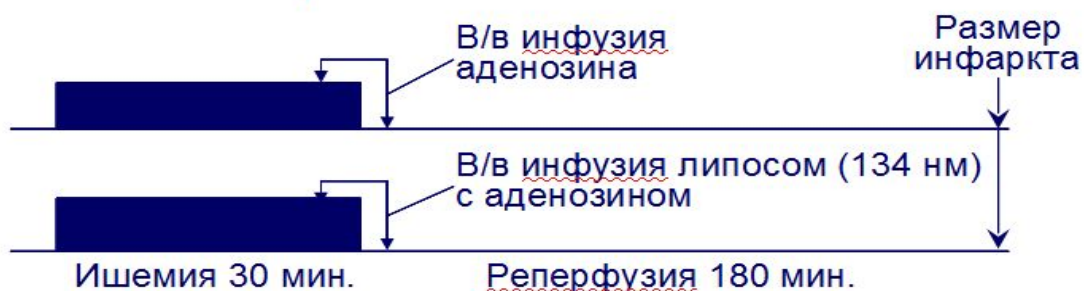 В/в инфузия
аденозина
Размер
инфаркта
В/в инфузия липосом (134 нм)
с аденозином
Ишемия 30 мин.
Реперфузия 180 мин.